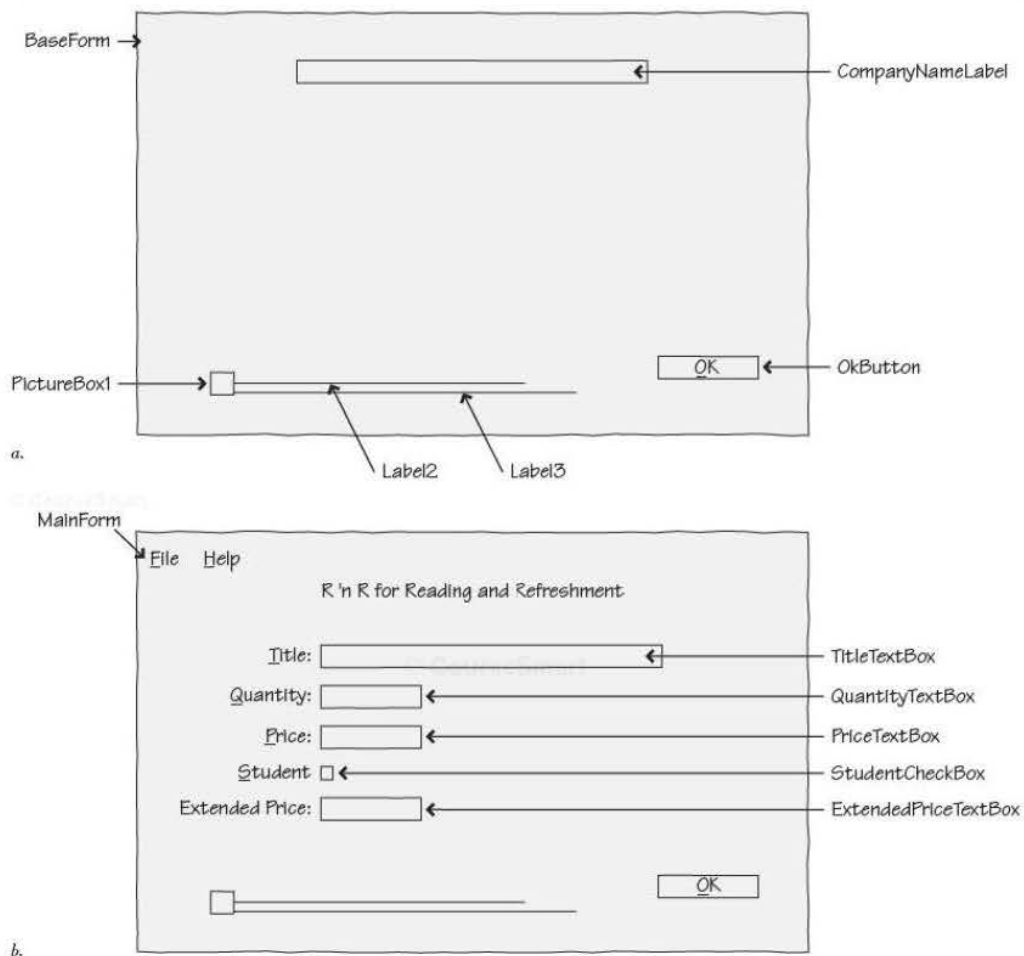 BaseForm
CompanyNameLabel
OK
OkButton
PictureBox1
a.
Label2
Label3
MainForm
File Help
R 'n R for Reading and Refreshment
Title:
TitleTextBox
Quantity:
QuantityTextBox
Price:
PriceTextBox
Student
StudentCheckBox
Extended Price:
ExtendedPriceTextBox
OK
b.